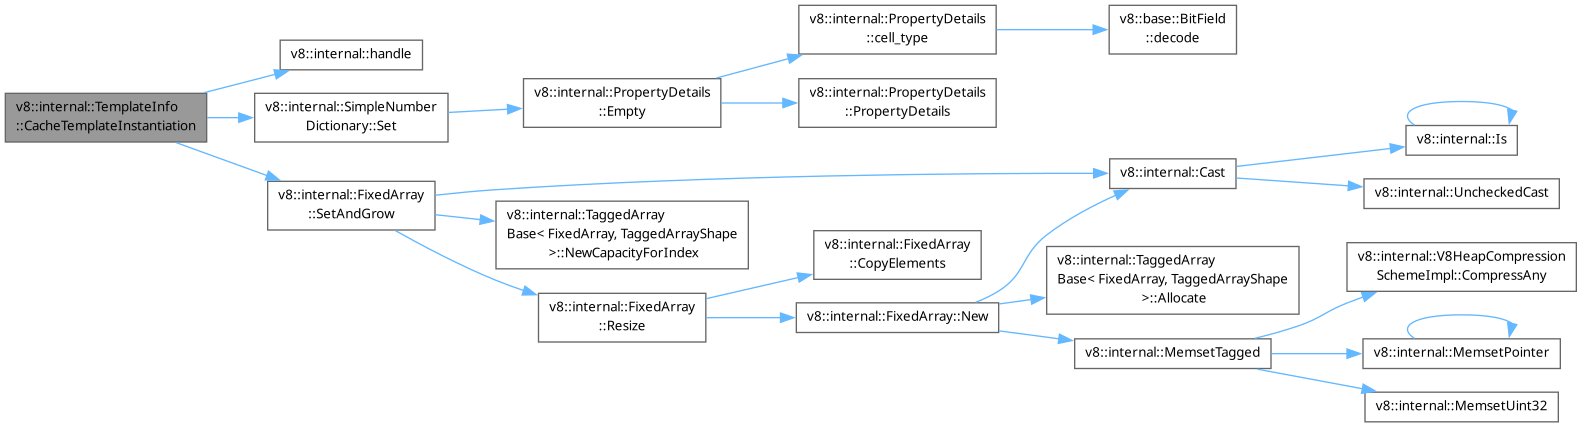 v8::internal::TemplateInfo
::CacheTemplateInstantiation
v8::internal::handle
v8::internal::SimpleNumber
Dictionary::Set
v8::internal::PropertyDetails
::Empty
v8::internal::PropertyDetails
::cell_type
v8::base::BitField
::decode
v8::internal::PropertyDetails
::PropertyDetails
v8::internal::FixedArray
::SetAndGrow
v8::internal::Cast
v8::internal::Is
v8::internal::UncheckedCast
v8::internal::TaggedArray
Base< FixedArray, TaggedArrayShape
>::NewCapacityForIndex
v8::internal::FixedArray
::Resize
v8::internal::FixedArray
::CopyElements
v8::internal::FixedArray::New
v8::internal::TaggedArray
Base< FixedArray, TaggedArrayShape
>::Allocate
v8::internal::MemsetTagged
v8::internal::V8HeapCompression
SchemeImpl::CompressAny
v8::internal::MemsetPointer
v8::internal::MemsetUint32